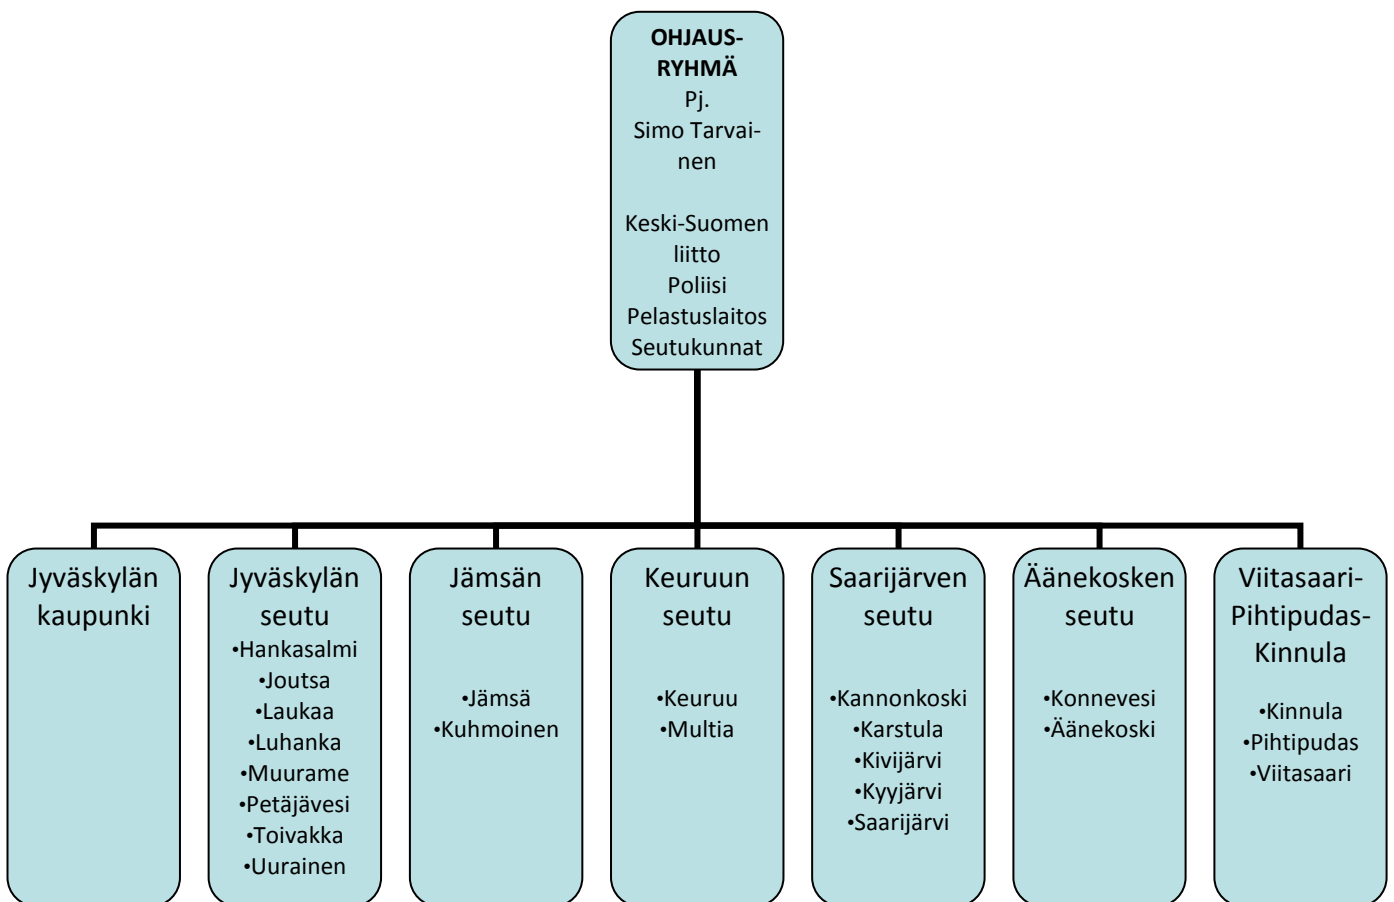 OHJAUS-
RYHMÄ
Pj.
Simo Tarvai-
nen
Keski-Suomen
liitto
Poliisi
Pelastuslaitos
Seutukunnat
Jyväskylän
kaupunki
Jyväskylän
seutu
•Hankasalmi
•Joutsa
•Laukaa
•Luhanka
•Muurame
•Petäjävesi
•Toivakka
•Uurainen
Jämsän
seutu
•Jämsä
•Kuhmoinen
Keuruun
seutu
•Keuruu
•Multia
Saarijärven
seutu
•Kannonkoski
•Karstula
•Kivijärvi
•Kyyjärvi
•Saarijärvi
Äänekosken
seutu
•Konnevesi
•Äänekoski
Viitasaari-
Pihtipudas-
Kinnula
•Kinnula
•Pihtipudas
•Viitasaari